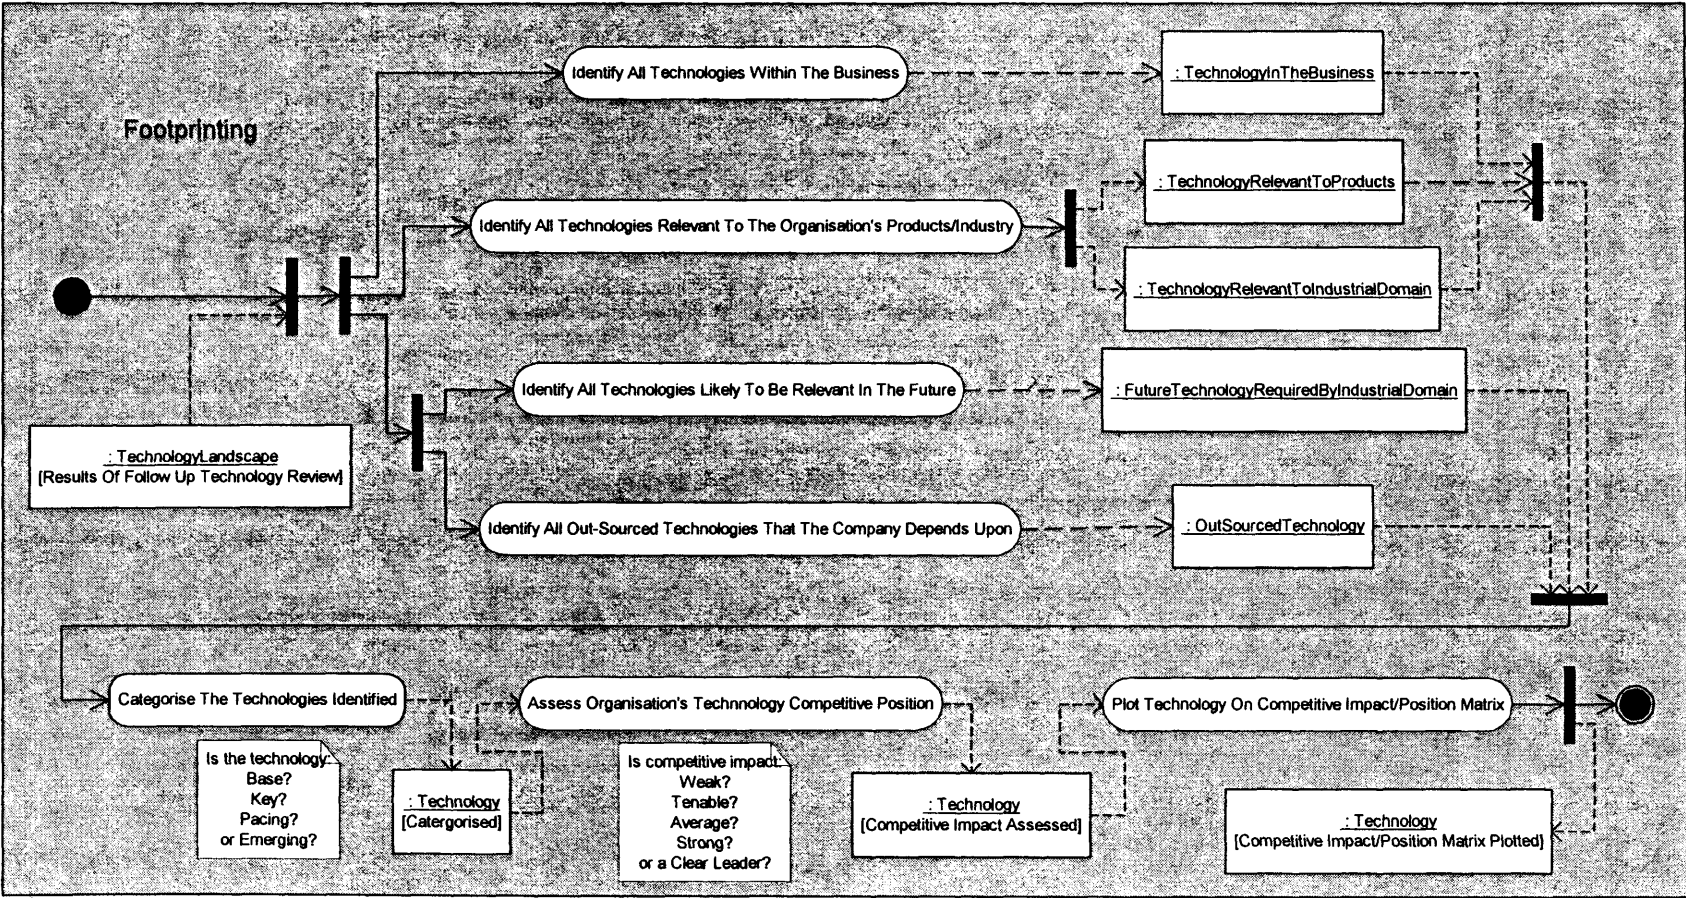 Identify All Technologies Within The Business
: TechnologyInTheBusiness
Footprinting
: TechnologyRelevantToProducts
Identify All Technologies Relevant To The Organisation's Products/Industry
: TechnologyRelevantToIndustrialDomain
Identify All Technologies Likely To Be Relevant In The Future
: FutureTechnologyRequiredByIndustrialDomain
: TechnologyLandscape
[Results Of Follow Up Technology Review]
Identify All Out-Sourced Technologies That The Company Depends Upon
: OutSourcedTechnology
Categorise The Technologies Identified
Assess Organisation's Technology Competitive Position
Plot Technology On Competitive Impact/Position Matrix
Is the technology:
Base?
Key?
Pacing?
or Emerging?
: Technology
[Catergorised]
Is competitive impact:
Weak?
Tenable?
Average?
Strong?
or a Clear Leader?
: Technology
[Competitive Impact Assessed]
: Technology
[Competitive Impact/Position Matrix Plotted]